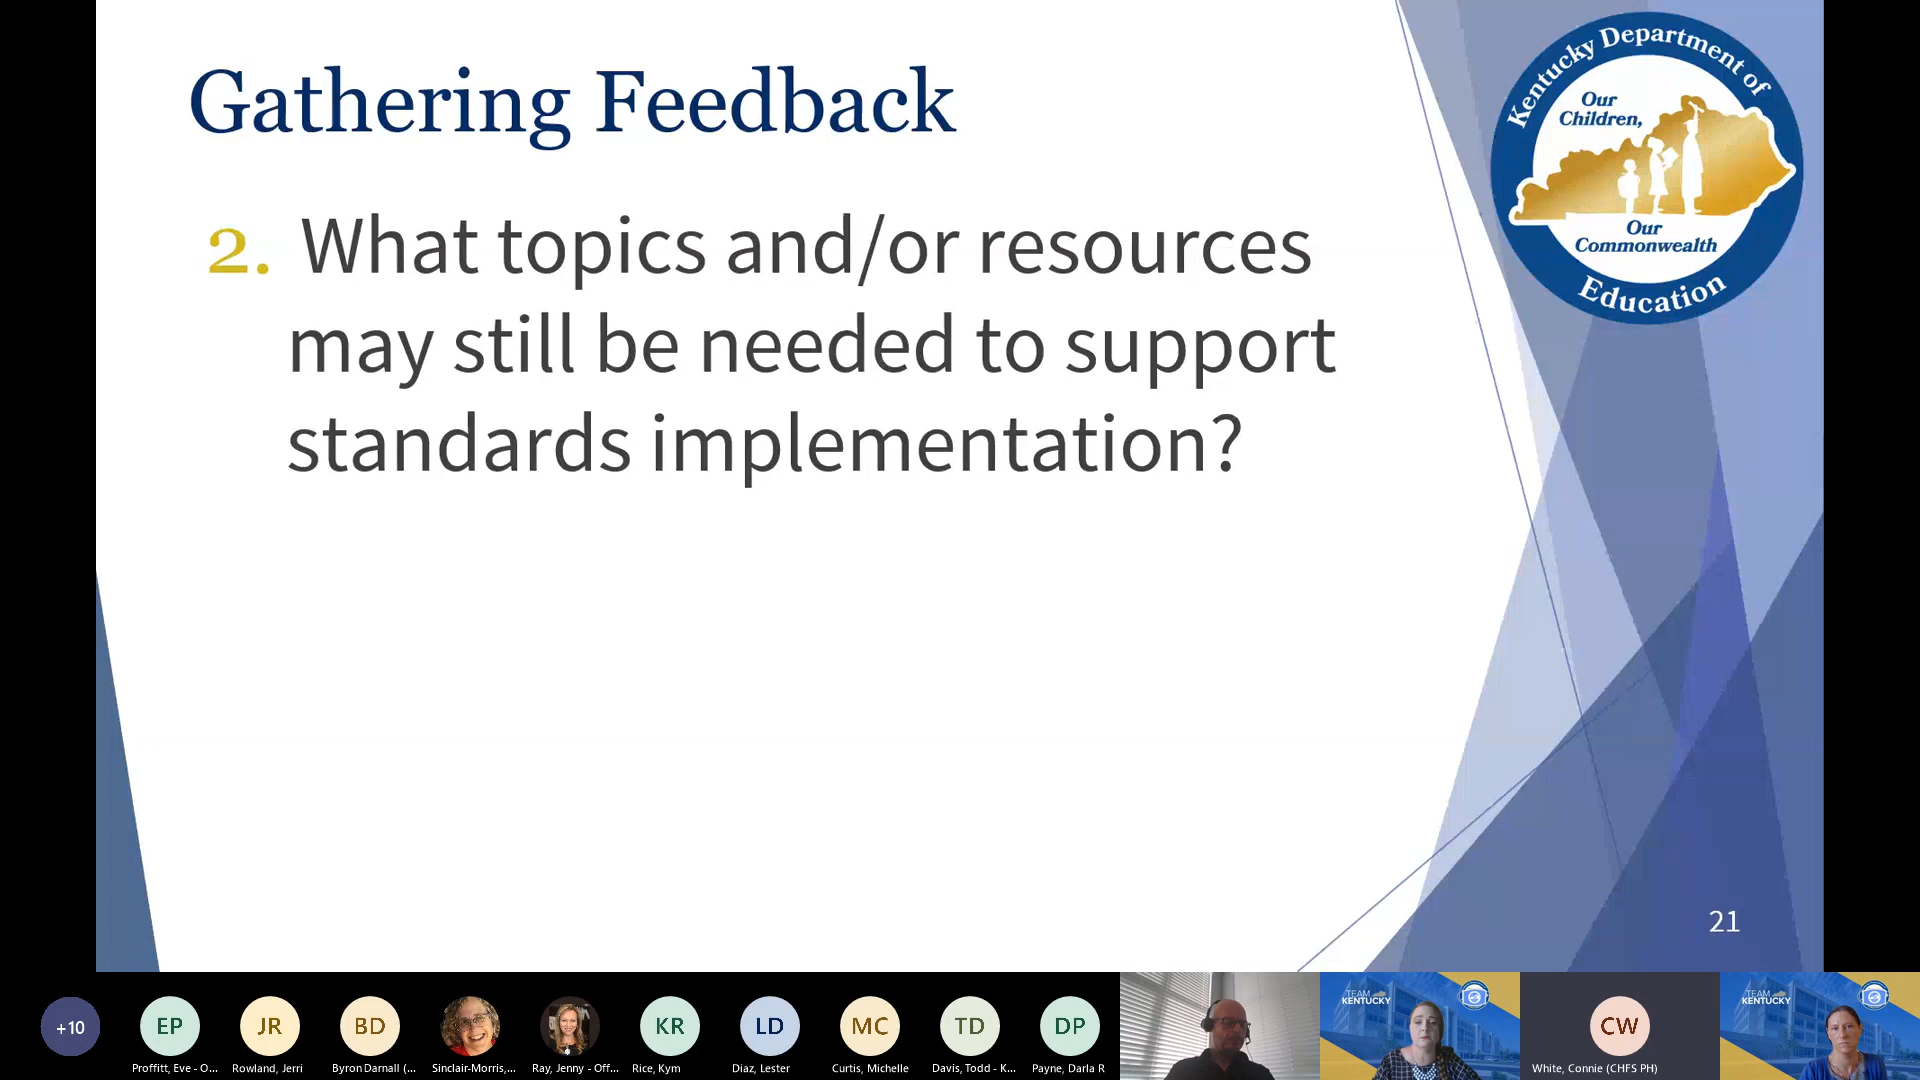 Gathering Feedback
Kentucky Department of
Our
Children,
Our
Commonwealth
Education
2. What topics and/or resources
may still be needed to support
standards implementation?
21
+10
EP
JR
BD
KR
LD
MC
TD
DP
TEAM
KENTUCKY
CW
TEAM
KENTUCKY
Proffitt, Eve - O...
Rowland, Jerri
Byron Darnall (...
Sinclair-Morris,...
Ray, Jenny - Off...
Rice, Kym
Diaz, Lester
Curtis, Michelle
Davis, Todd - K...
Payne, Darla R
White, Connie (CHFS PH)